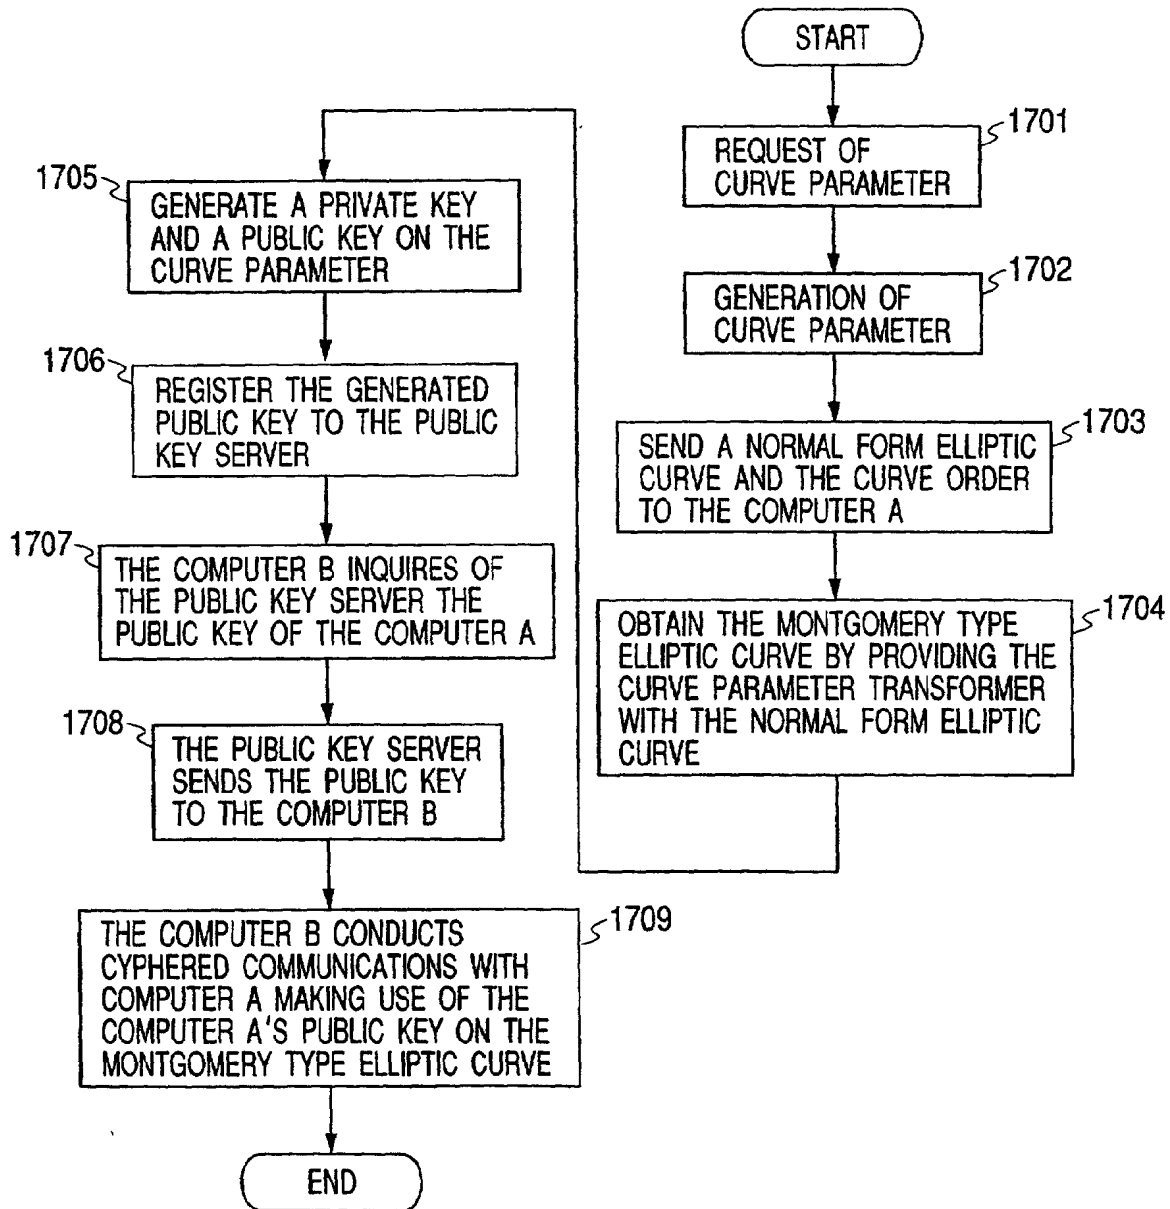 START
1701
REQUEST OF
CURVE PARAMETER
1702
GENERATION OF
CURVE PARAMETER
1703
SEND A NORMAL FORM ELLIPTIC
CURVE AND THE CURVE ORDER
TO THE COMPUTER A
1704
OBTAIN THE MONTGOMERY TYPE
ELLIPTIC CURVE BY PROVIDING THE
CURVE PARAMETER TRANSFORMER
WITH THE NORMAL FORM ELLIPTIC
CURVE
1705
GENERATE A PRIVATE KEY
AND A PUBLIC KEY ON THE
CURVE PARAMETER
1706
REGISTER THE GENERATED
PUBLIC KEY TO THE PUBLIC
KEY SERVER
1707
THE COMPUTER B INQUIRES OF
THE PUBLIC KEY SERVER THE
PUBLIC KEY OF THE COMPUTER A
1708
THE PUBLIC KEY SERVER
SENDS THE PUBLIC KEY
TO THE COMPUTER B
1709
THE COMPUTER B CONDUCTS
CYPHERED COMMUNICATIONS WITH
COMPUTER A MAKING USE OF THE
COMPUTER A'S PUBLIC KEY ON THE
MONTGOMERY TYPE ELLIPTIC CURVE
END